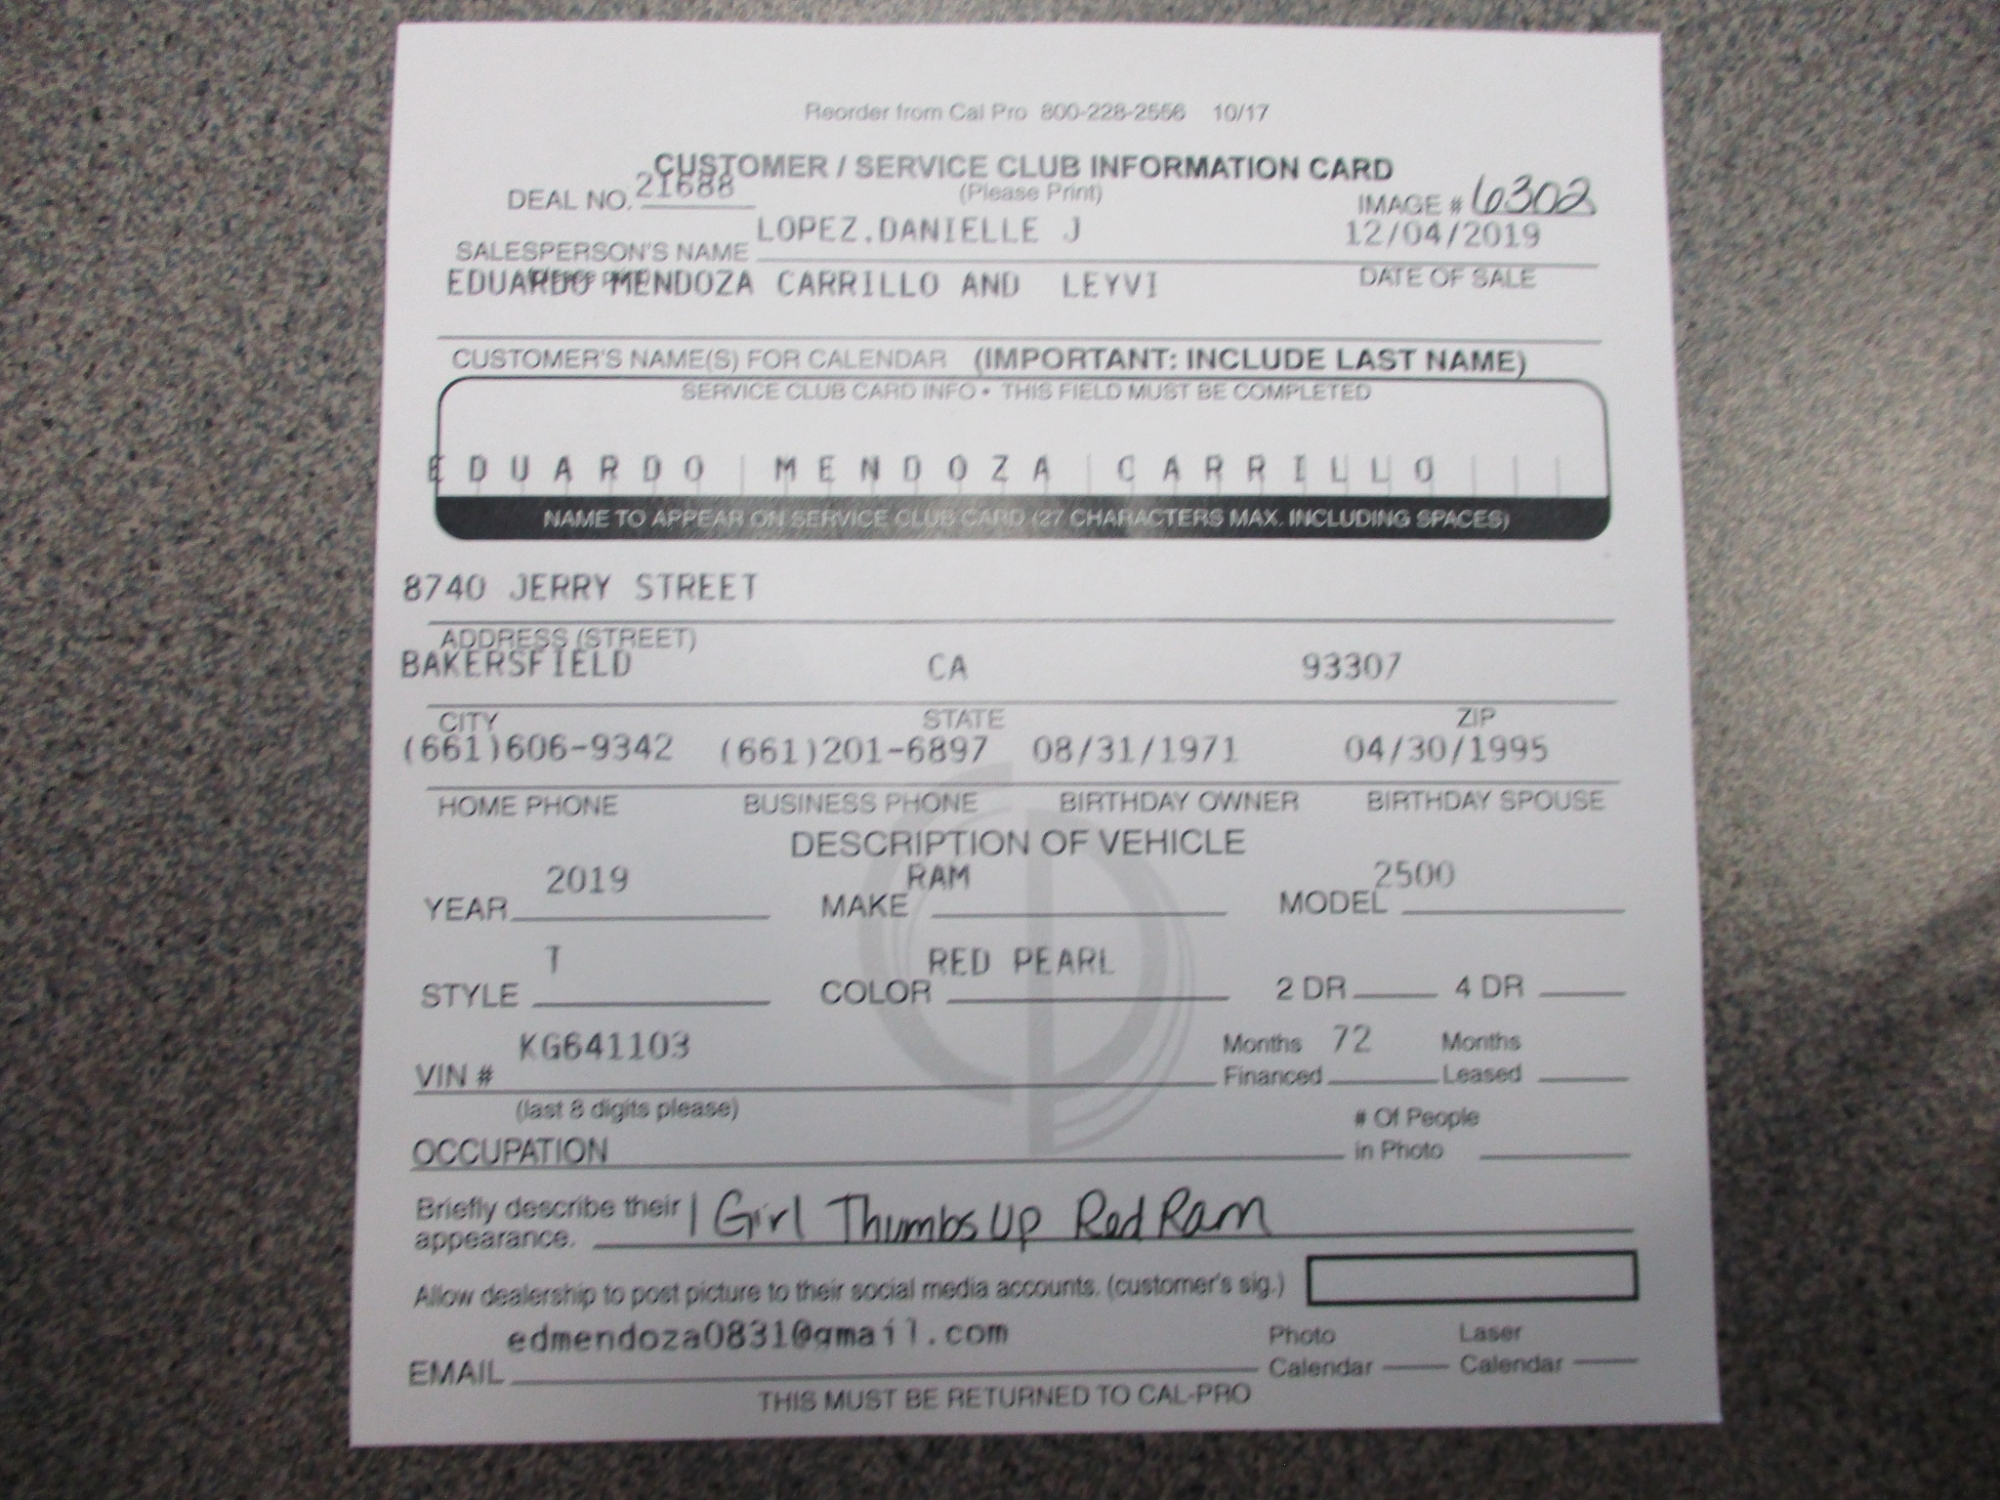 Reorder from Cal Pro 800-228-2556 10/17
CUSTOMER / SERVICE CLUB INFORMATION CARD
DEAL NO. 21688 (Please Print) IMAGE # 6302
SALESPERSON'S NAME LOPEZ,DANIELLE J 12/04/2019
(please print) DATE OF SALE
EDUARDO MENDOZA CARRILLO AND LEYVI
CUSTOMER'S NAME(S) FOR CALENDAR (IMPORTANT: INCLUDE LAST NAME)
SERVICE CLUB CARD INFO • THIS FIELD MUST BE COMPLETED
EDUARDO MENDOZA CARRILLO
NAME TO APPEAR ON SERVICE CLUB CARD (27 CHARACTERS MAX. INCLUDING SPACES)
8740 JERRY STREET
ADDRESS (STREET)
BAKERSFIELD CA 93307
CITY STATE ZIP
(661)606-9342 (661)201-6897 08/31/1971 04/30/1995
HOME PHONE BUSINESS PHONE BIRTHDAY OWNER BIRTHDAY SPOUSE
DESCRIPTION OF VEHICLE
YEAR 2019 MAKE RAM MODEL 2500
STYLE T COLOR RED PEARL 2 DR 4 DR
VIN # KG641103 Months Financed 72 Months Leased
(last 8 digits please)
OCCUPATION # Of People in Photo
Briefly describe their appearance. 1 Girl Thumbs Up Red Ram
Allow dealership to post picture to their social media accounts. (customer's sig.)
EMAIL edmendoza0831@gmail.com Photo Calendar Laser Calendar
THIS MUST BE RETURNED TO CAL-PRO